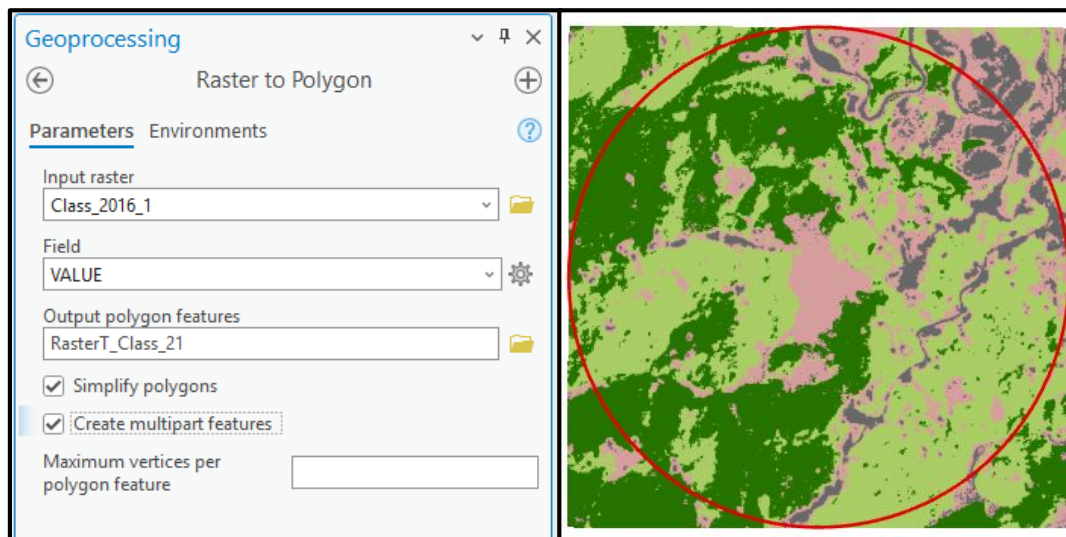 Geoprocessing
Raster to Polygon
Parameters Environments
Input raster
Class_2016_1
Field
VALUE
Output polygon features
RasterT_Class_21
Simplify polygons
Create multipart features
Maximum vertices per
polygon feature